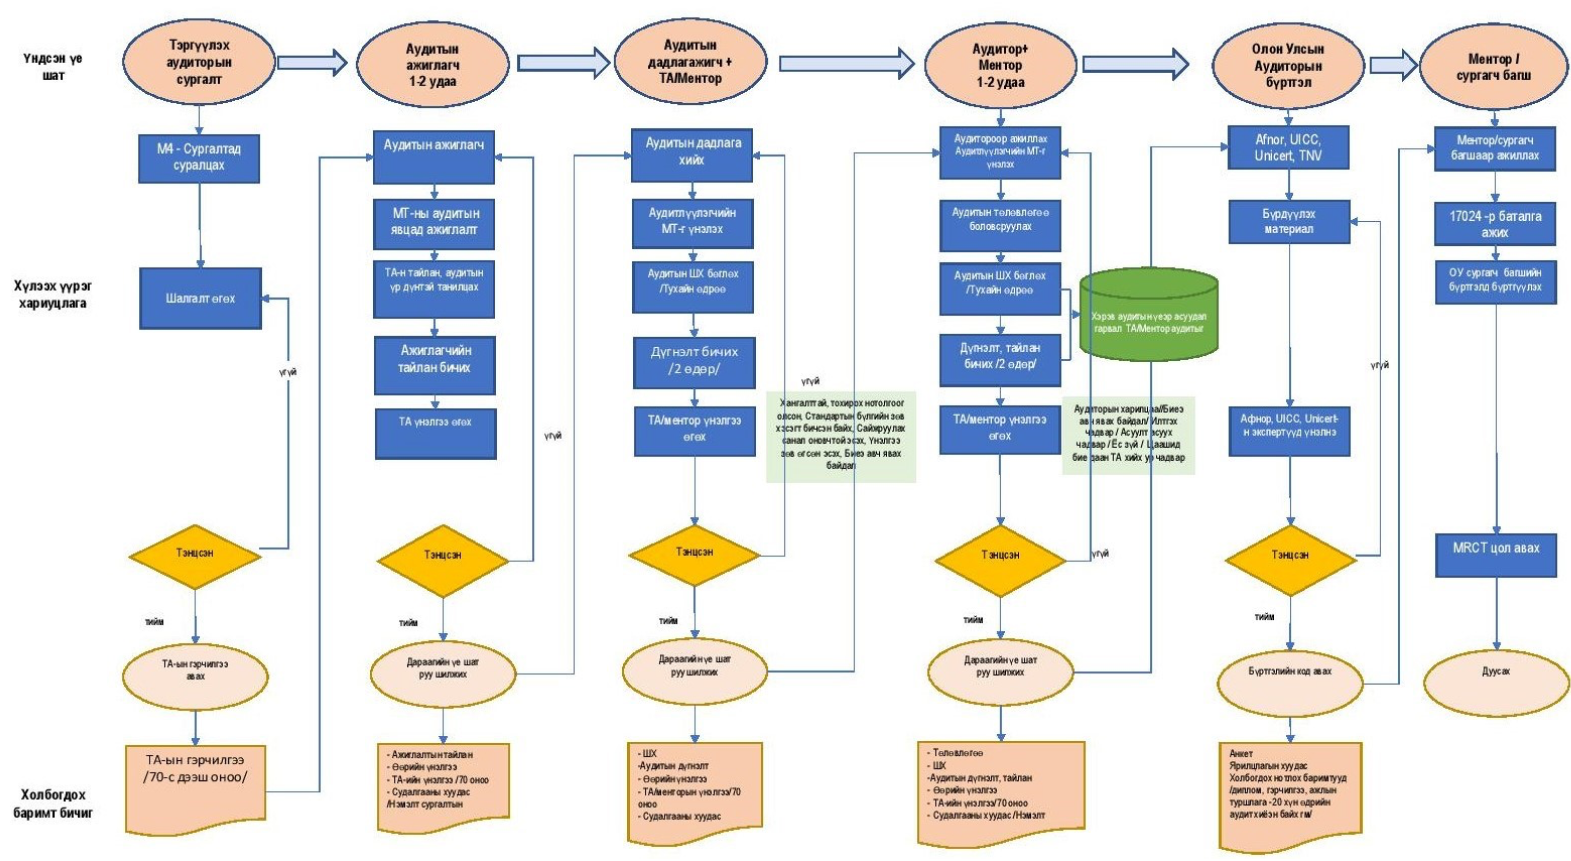 Үндсэн үе
шат
Тэргүүлэх
аудиторын
сургалт
Аудитын
ажиглагч
1-2 удаа
Аудитын
дадлагажигч +
ТА/Ментор
Аудитор+
Ментор
1-2 удаа
Олон Улсын
Аудиторын
бүртгэл
Ментор /
сургагч багш
Хүлээх үүрэг
хариуцлага
М4 - Сургалтад
суралцах
Шалгалт өгөх
үгүй
Тэнцсэн
тийм
ТА-ын гэрчилгээ
авах
Аудитын ажиглагч
МТ-ны аудитын
явцад ажиглалт
ТА-н тайлан, аудитын
үр дүнтэй танилцах
Ажиглагчийн
тайлан бичих
ТА үнэлгээ өгөх
үгүй
Тэнцсэн
тийм
Дараагийн үе шат
руу шилжих
Аудитын дадлага
хийх
Аудитлүүлэгчийн
МТ-г үнэлэх
Аудитын ШХ бөглөх
/Тухайн өдрөө
Дүгнэлт бичих
/2 өдөр/
ТА/ментор үнэлгээ
өгөх
үгүй
Хангалттай, тохирох нотолгоог
олсон, Стандартын бүлгийн зөв
хэсэгт бичсэн байх, Сайхруулах
санал оновчтой эсэх, Үнэлгээ
зөв өгсөн эсэх, Биеэ авч явах
байдал
Тэнцсэн
тийм
Дараагийн үе шат
руу шилжих
Аудитороор ажиллах
Аудитлүүлэгчийн МТ-г
үнэлэх
Аудитын төлөвлөгөө
боловсруулах
Аудитын ШХ бөглөх
/Тухайн өдрөө
Дүгнэлт, тайлан
бичих /2 өдөр/
ТА/ментор үнэлгээ
өгөх
Хэрэв аудитын үеэр асуудал
гарвал ТА/Ментор аудитыг
Аудиторын харилцаа//Биеэ
авч явах байдал/ Илтгэх
чадвар / Асуулт асуух
чадвар / Ёс зүй / Цаашид
бие даан ТА хийх ур чадвар
Тэнцсэн
үгүй
тийм
Дараагийн үе шат
руу шилжих
Afnor, UICC,
Unicert, TNV
Бүрдүүлэх
материал
үгүй
Афнор, UICC, Unicert-
н экспертүүд үнэлнэ
Тэнцсэн
тийм
Бүртгэлийн код авах
Ментор/сургагч
багшаар ажиллах
17024 -р баталга
ажих
ОУ сургагч багшийн
бүртгэлд бүртгүүлэх
MRCT цол авах
Дуусах
Холбогдох
баримт бичиг
ТА-ын гэрчилгээ
/70-с дээш оноо/
- Ажиглалтын тайлан
- Өөрийн үнэлгээ
- ТА-ийн үнэлгээ /70 оноо
- Судалгааны хуудас
/Нэмэлт сургалтын
- ШХ
-Аудитын дүгнэлт
- Өөрийн үнэлгээ
- ТА/менторын үнэлгээ/70
оноо
- Судалгааны хуудас
- Төлөвлөгөө
- ШХ
-Аудитын дүгнэлт, тайлан
- Өөрийн үнэлгээ
- ТА-ийн үнэлгээ/70 оноо
- Судалгааны хуудас /Нэмэлт
Анкет
Ярилцлагын хуудас
Холбогдох нотлох баримтууд
/диплом, гэрчилгээ, ажлын
туршлага -20 хүн өдрийн
аудит хийсэн байх гм/